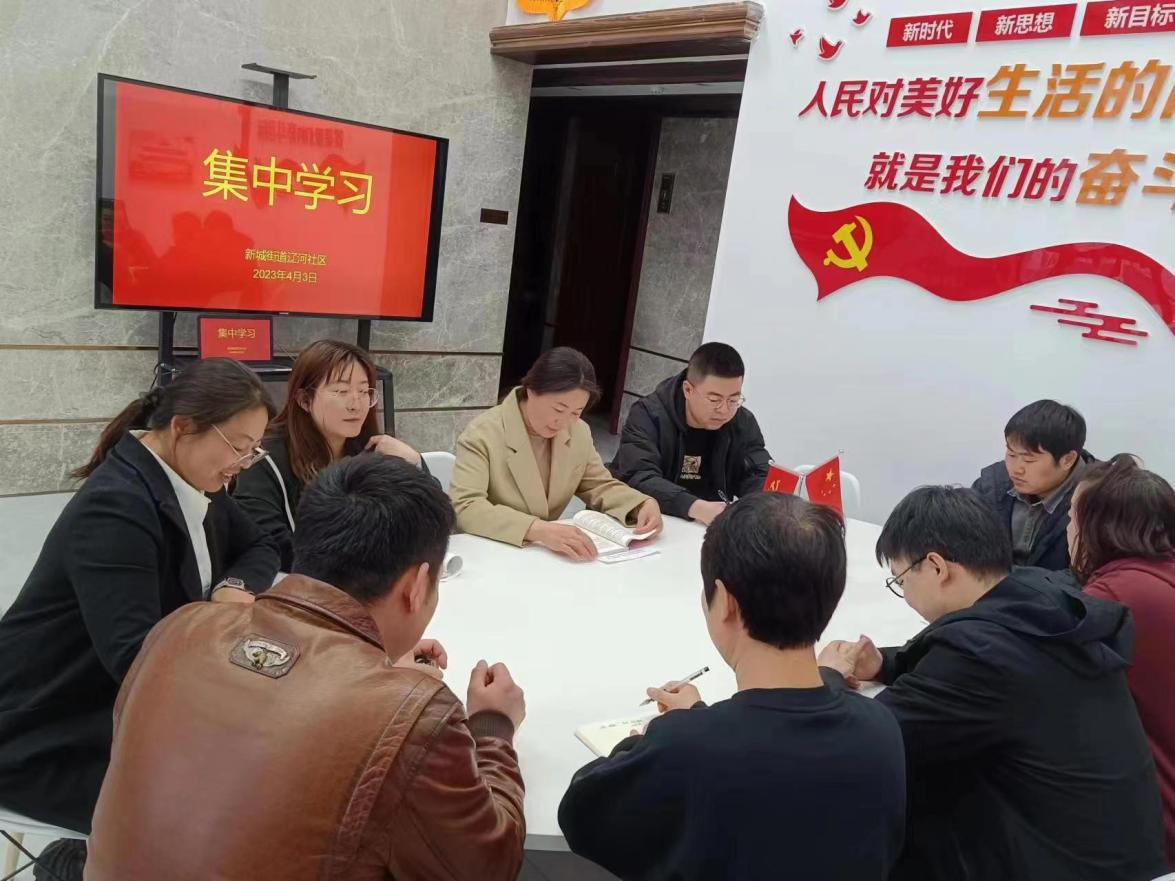 集中学习
新城街道辽河社区
2023年4月3日
集中学习
新时代 新思想 新目标
人民对美好生活的
就是我们的奋斗